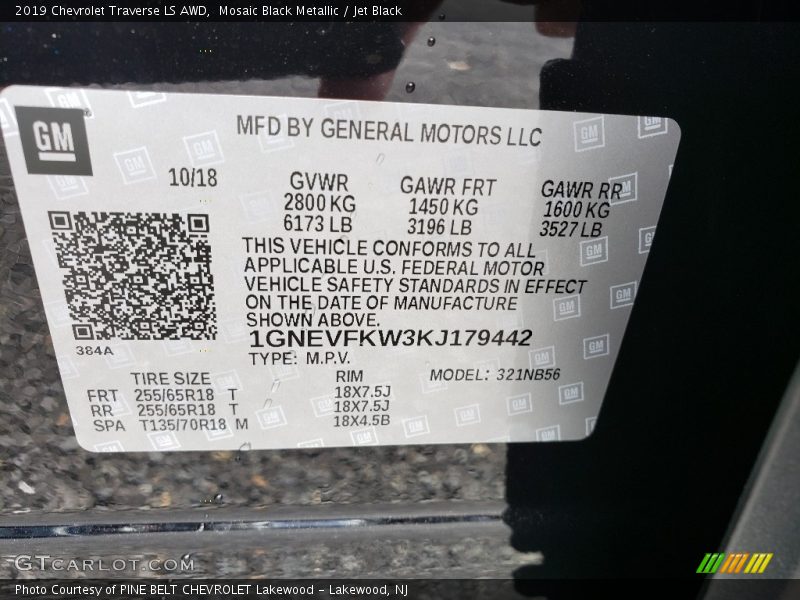 2019 Chevrolet Traverse LS AWD,  Mosaic Black Metallic / Jet Black
GM
MFD BY GENERAL MOTORS LLC
10/18
GVWR GAWR FRT GAWR RR
2800 KG 1450 KG 1600 KG
6173 LB 3196 LB 3527 LB
THIS VEHICLE CONFORMS TO ALL
APPLICABLE U.S. FEDERAL MOTOR
VEHICLE SAFETY STANDARDS IN EFFECT
ON THE DATE OF MANUFACTURE
SHOWN ABOVE.
1GNEVFKW3KJ179442
384A
TYPE: M.P.V.
TIRE SIZE RIM MODEL: 321NB56
FRT 255/65R18 T 18X7.5J
RR 255/65R18 T 18X7.5J
SPA T135/70R18 M 18X4.5B
GTCARLOT.COM
Photo Courtesy of PINE BELT CHEVROLET Lakewood - Lakewood, NJ